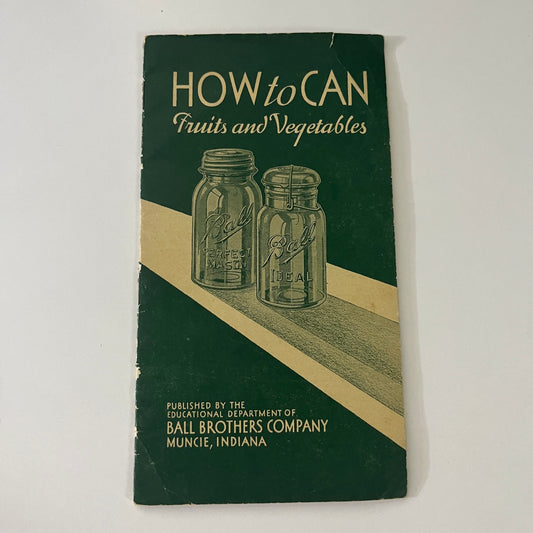 HOW to CAN
Fruits and Vegetables
Ball
PERFECT
MASON
Ball
IDEAL
PUBLISHED BY THE
EDUCATIONAL DEPARTMENT OF
BALL BROTHERS COMPANY
MUNCIE, INDIANA